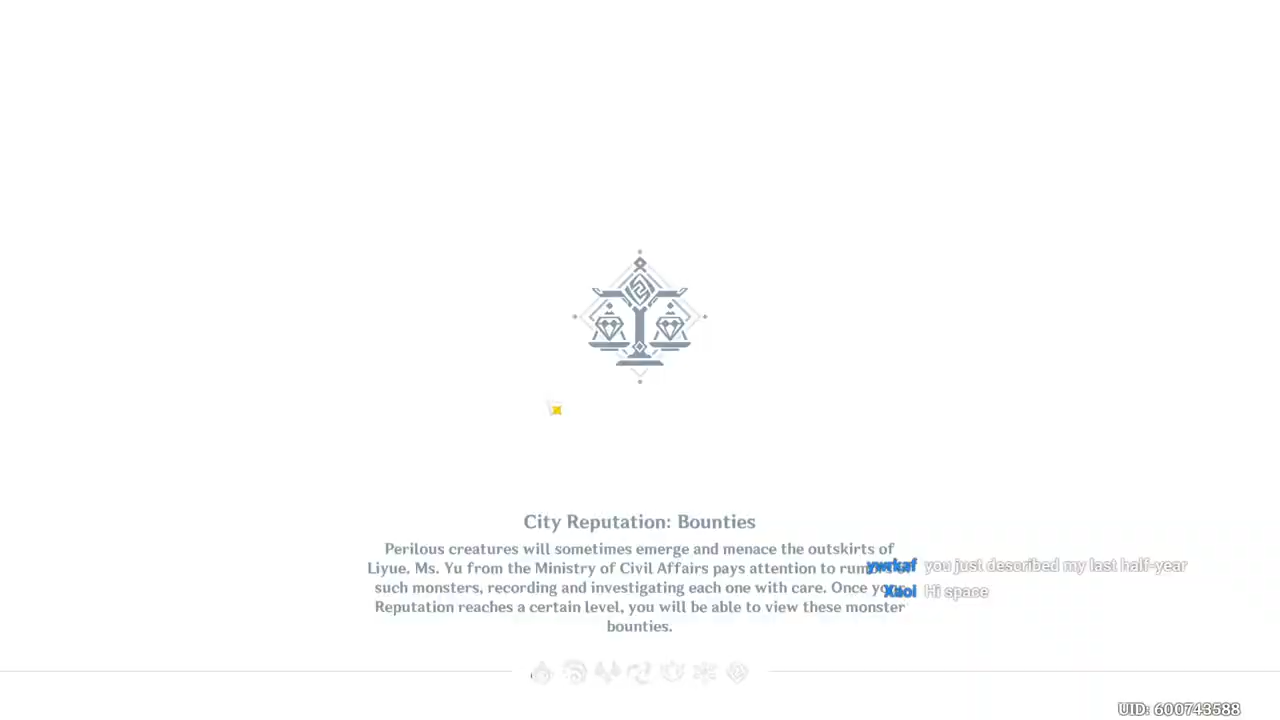 City Reputation: Bounties
Perilous creatures will sometimes emerge and menace the outskirts of
Liyue. Ms. Yu from the Ministry of Civil Affairs pays attention to
such monsters, recording and investigating each one with care. Once
Reputation reaches a certain level, you will be able to view these monster
bounties.
ywrkaf you just described my last half-year
Xiaoi Hi space
UID: 600743588